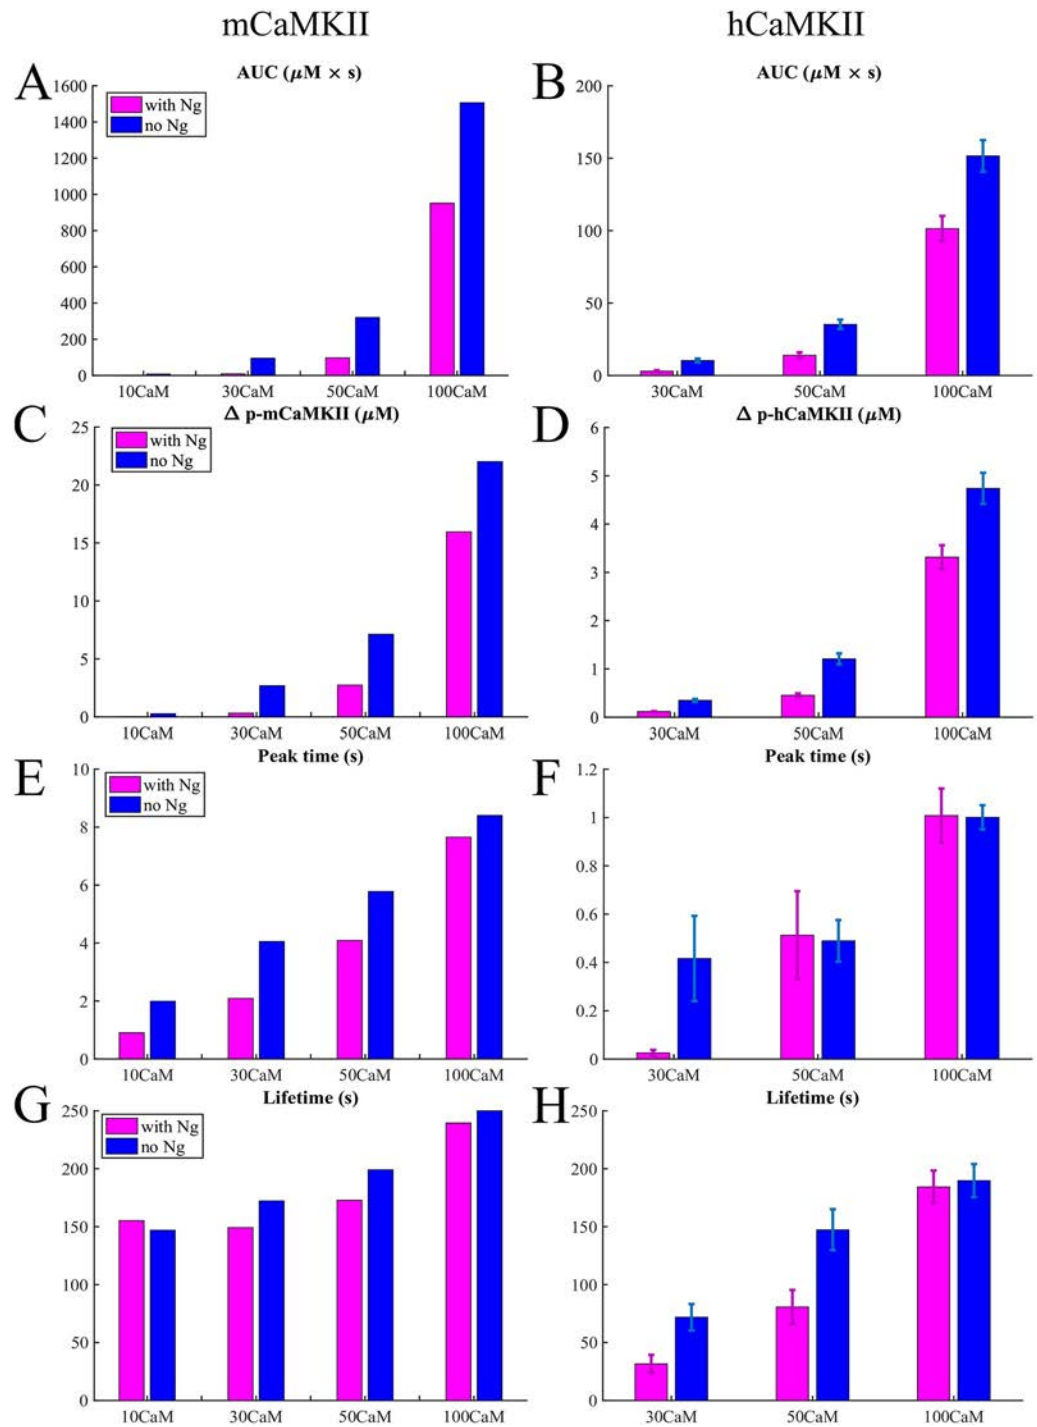 mCaMKII hCaMKII
A AUC (μM × s)
1600
1400
1200
1000
800
600
400
200
0
with Ng
no Ng
10CaM 30CaM 50CaM 100CaM
B AUC (μM × s)
200
150
100
50
0
30CaM 50CaM 100CaM
C Δ p-mCaMKII (μM)
25
20
15
10
5
0
with Ng
no Ng
10CaM 30CaM 50CaM 100CaM
D Δ p-hCaMKII (μM)
6
5
4
3
2
1
0
30CaM 50CaM 100CaM
E Peak time (s)
10
8
6
4
2
0
with Ng
no Ng
10CaM 30CaM 50CaM 100CaM
F Peak time (s)
1.2
1
0.8
0.6
0.4
0.2
0
30CaM 50CaM 100CaM
G Lifetime (s)
250
200
150
100
50
0
with Ng
no Ng
10CaM 30CaM 50CaM 100CaM
H Lifetime (s)
250
200
150
100
50
0
30CaM 50CaM 100CaM